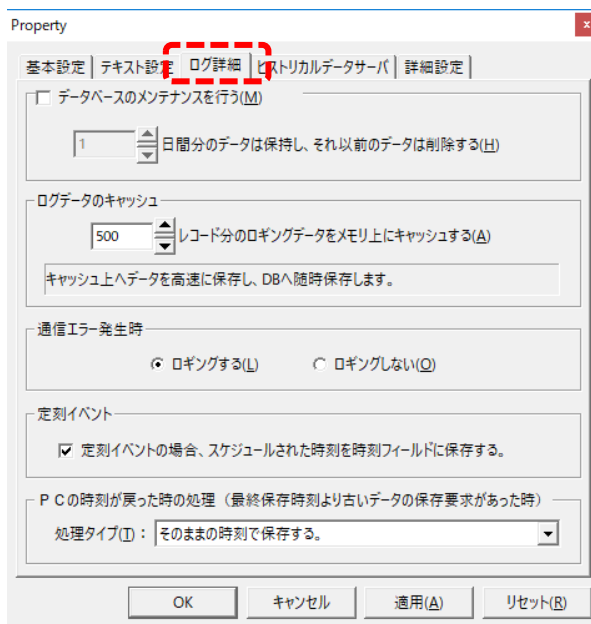 Property
x
基本設定 テキスト設定 ログ詳細 ヒストリカルデータサーバ 詳細設定
データベースのメンテナンスを行う(M)
1 日間分のデータは保持し、それ以前のデータは削除する(H)
ログデータのキャッシュ
500 レコード分のロギングデータをメモリ上にキャッシュする(A)
キャッシュ上へデータを高速に保存し、DBへ随時保存します。
通信エラー発生時
ロギングする(L) ロギングしない(O)
定刻イベント
定刻イベントの場合、スケジュールされた時刻を時刻フィールドに保存する。
ＰＣの時刻が戻った時の処理（最終保存時刻より古いデータの保存要求があった時）
処理タイプ(T)： そのままの時刻で保存する。
OK キャンセル 適用(A) リセット(R)